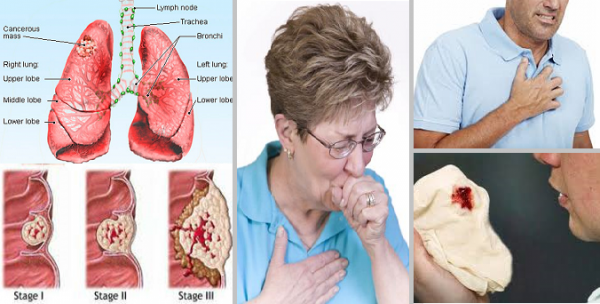 Lymph node
Trachea
Bronchi
Cancerous
mass
Right lung:
Upper lobe
Middle lobe
Lower lobe
Left lung:
Upper lobe
Lower lobe
Stage I
Stage II
Stage III